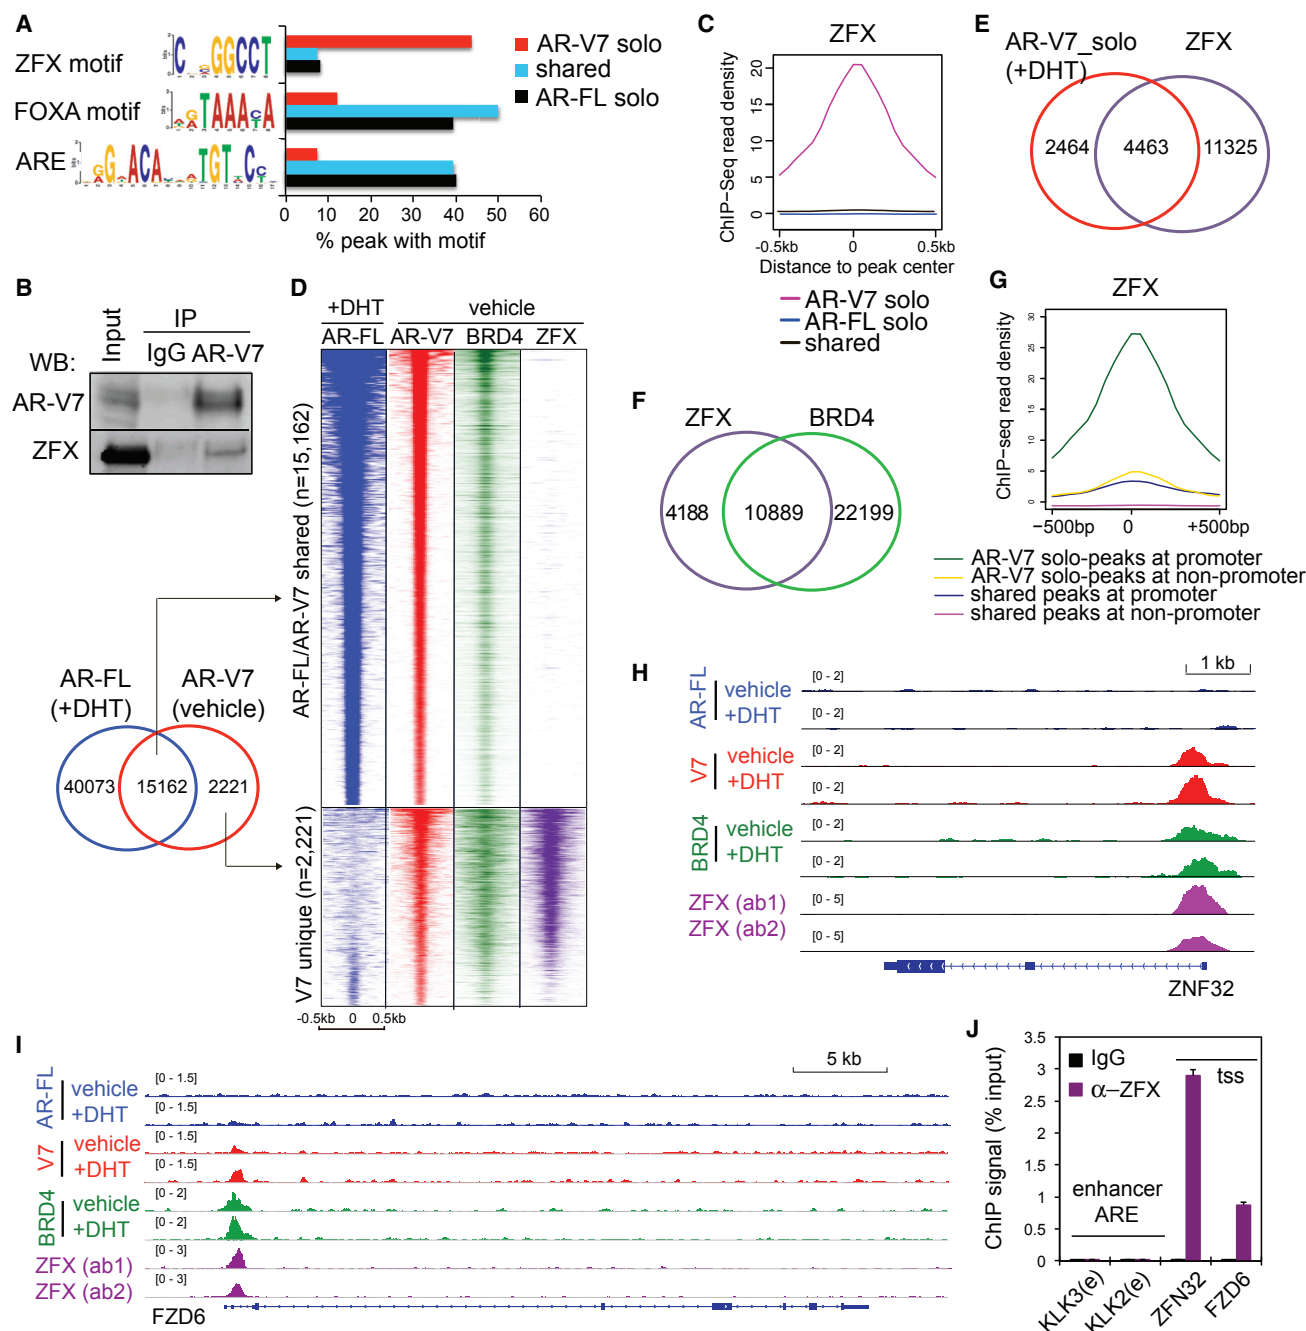 A
ZFX motif
FOXA motif
ARE
AR-V7 solo
shared
AR-FL solo
0 10 20 30 40 50 60
% peak with motif
B
Input
IP
IgG AR-V7
WB:
AR-V7
ZFX
C
ZFX
ChIP-Seq read density
20
15
10
5
0
-0.5kb 0 0.5kb
Distance to peak center
AR-V7 solo
AR-FL solo
shared
D
+DHT vehicle
AR-FL AR-V7 BRD4 ZFX
AR-FL/AR-V7 shared (n=15,162)
V7 unique (n=2,221)
-0.5kb 0 0.5kb
AR-FL
(+DHT)
AR-V7
(vehicle)
40073 15162 2221
E
AR-V7_solo
(+DHT)
ZFX
2464 4463 11325
F
ZFX BRD4
4188 10889 22199
G
ZFX
ChIP-seq read density
30
25
20
15
10
5
0
−500bp 0 +500bp
AR-V7 solo-peaks at promoter
AR-V7 solo-peaks at non-promoter
shared peaks at promoter
shared peaks at non-promoter
H
1 kb
AR-FL
vehicle [0 - 2]
+DHT [0 - 2]
V7
vehicle [0 - 2]
+DHT [0 - 2]
BRD4
vehicle [0 - 2]
+DHT [0 - 2]
ZFX (ab1) [0 - 5]
ZFX (ab2) [0 - 5]
ZNF32
I
5 kb
AR-FL
vehicle [0 - 1.5]
+DHT [0 - 1.5]
V7
vehicle [0 - 1.5]
+DHT [0 - 1.5]
BRD4
vehicle [0 - 2]
+DHT [0 - 2]
ZFX (ab1) [0 - 3]
ZFX (ab2) [0 - 3]
FZD6
J
ChIP signal (% input)
3.5
3
2.5
2
1.5
1
0.5
0
IgG
α−ZFX
tss
enhancer
ARE
KLK3(e)
KLK2(e)
ZFN32
FZD6